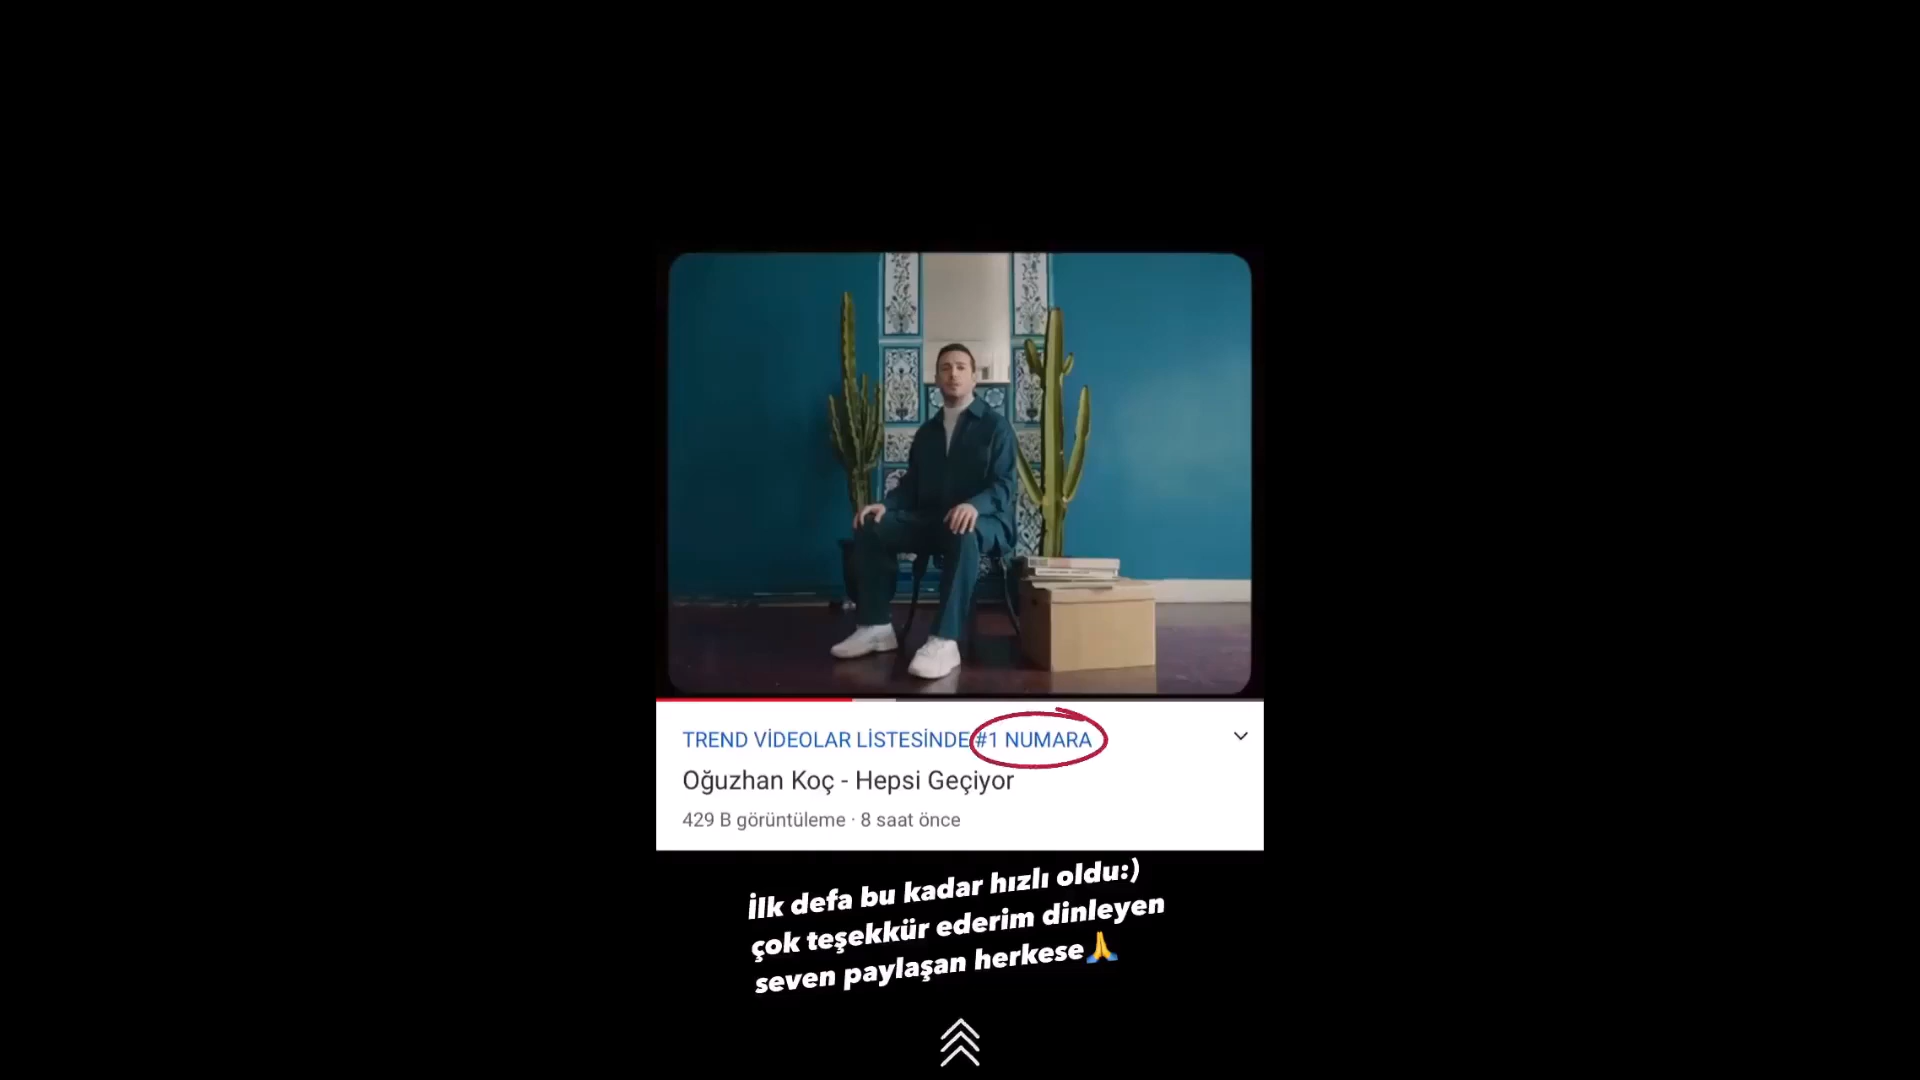 TREND VİDEOLAR LİSTESİNDE #1 NUMARA
Oğuzhan Koç - Hepsi Geçiyor
429 B görüntüleme · 8 saat önce
İlk defa bu kadar hızlı oldu:)
çok teşekkür ederim dinleyen
seven paylaşan herkese🙏